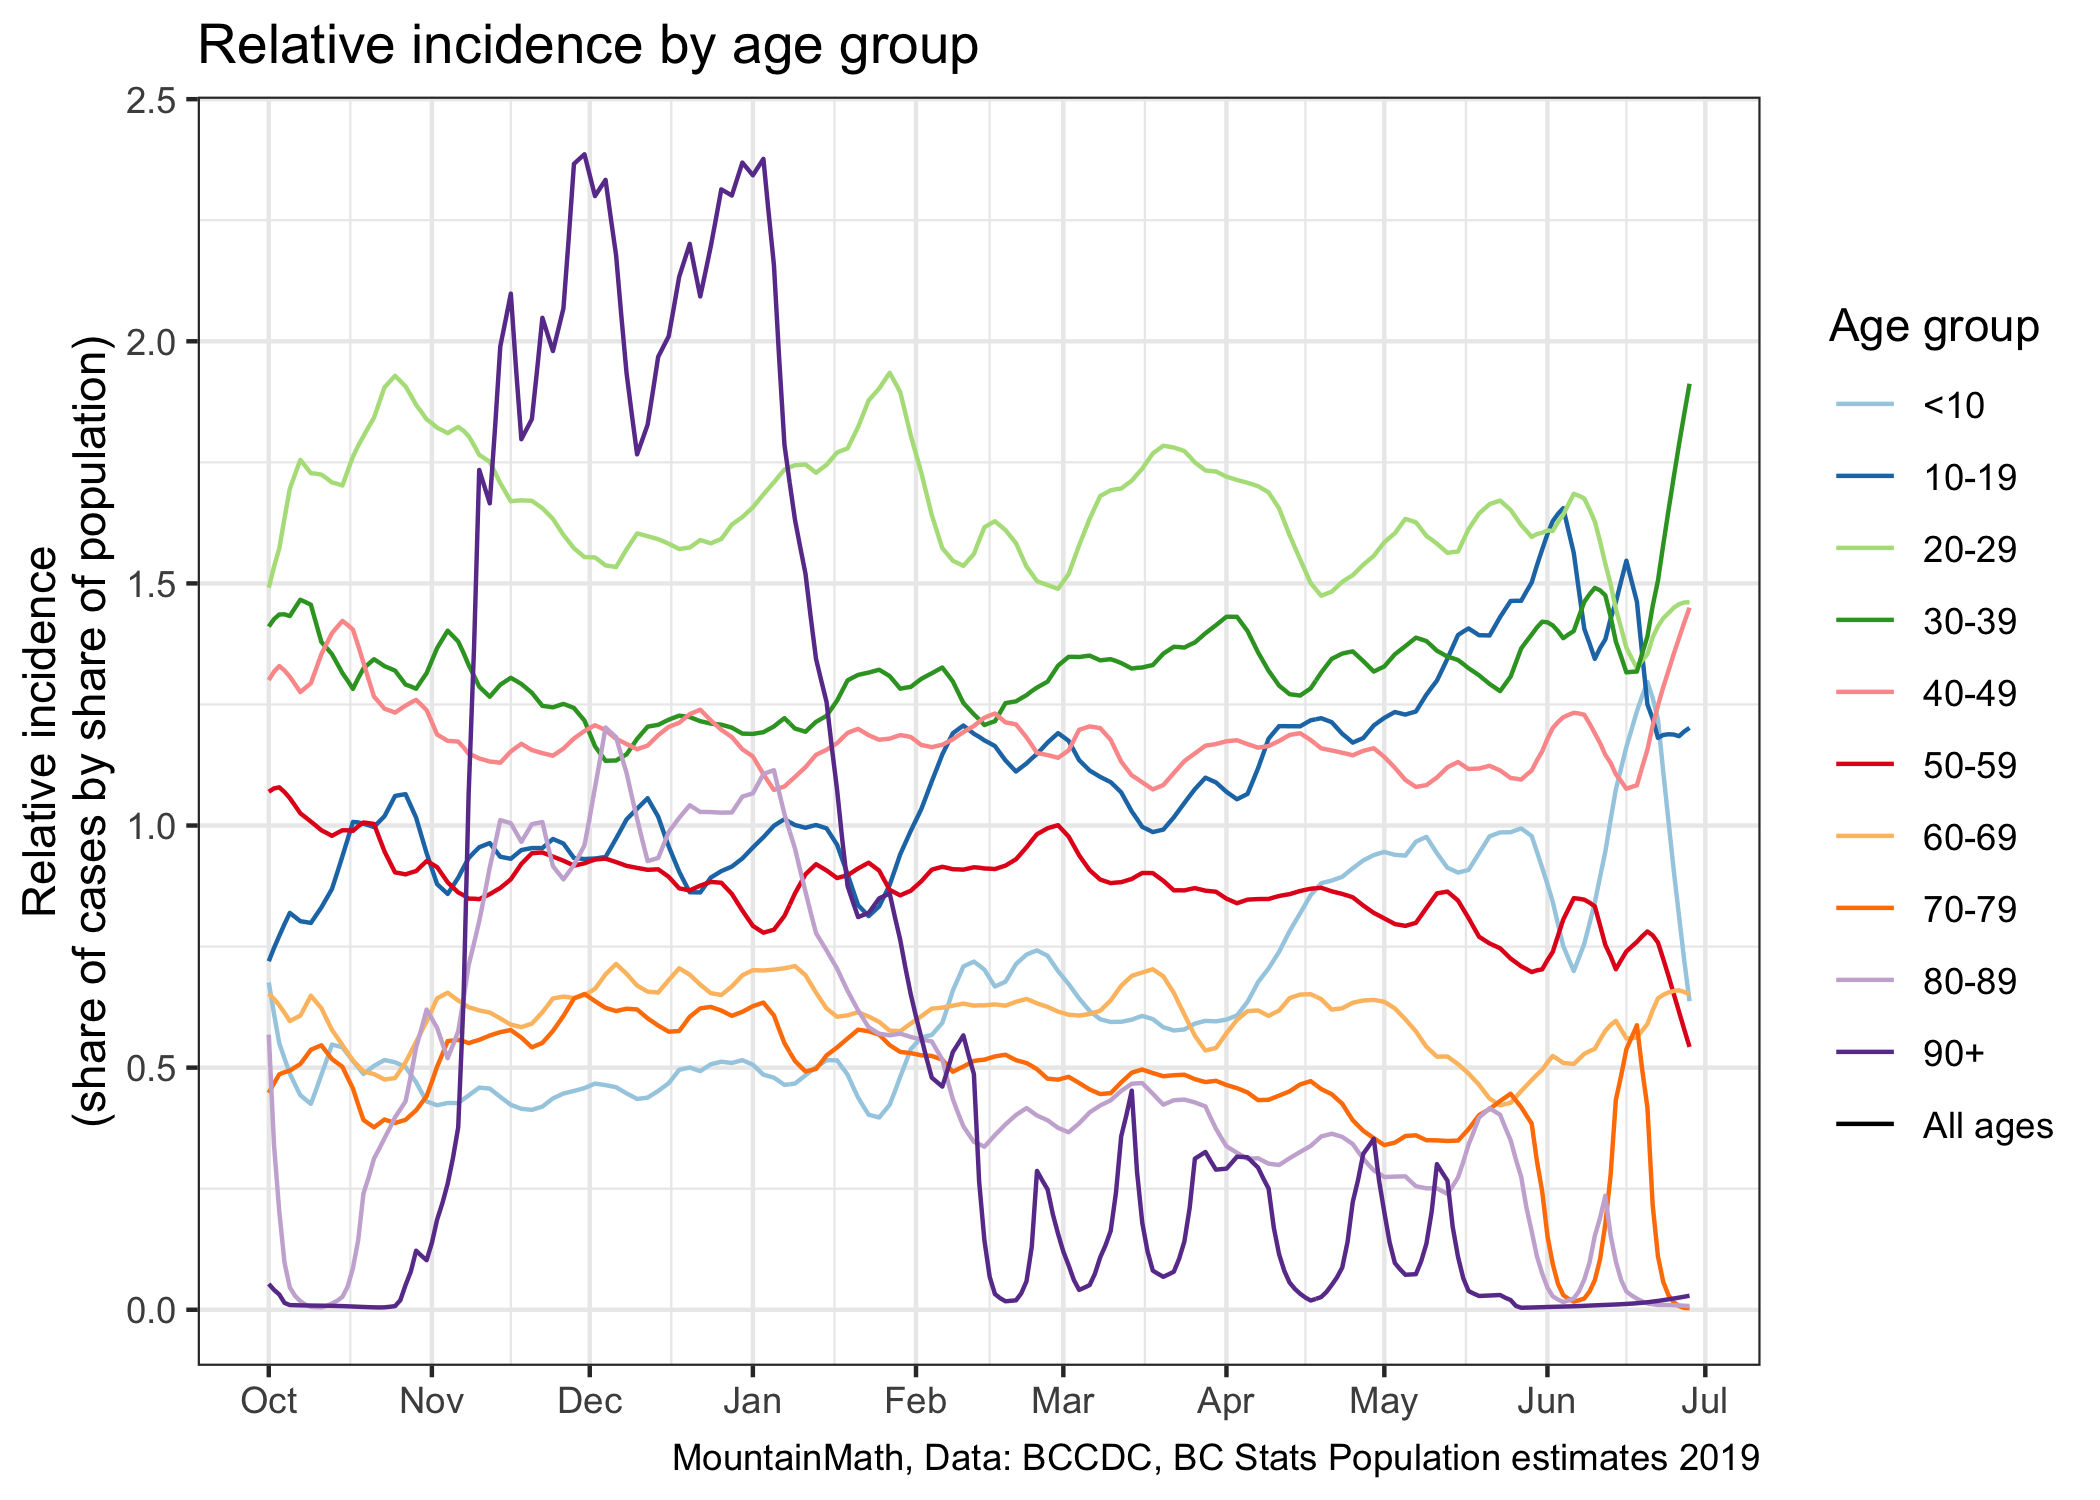 Relative incidence by age group
Relative incidence
(share of cases by share of population)
2.5
2.0
1.5
1.0
0.5
0.0
Oct Nov Dec Jan Feb Mar Apr May Jun Jul
Age group
<10
10-19
20-29
30-39
40-49
50-59
60-69
70-79
80-89
90+
All ages
MountainMath, Data: BCCDC, BC Stats Population estimates 2019